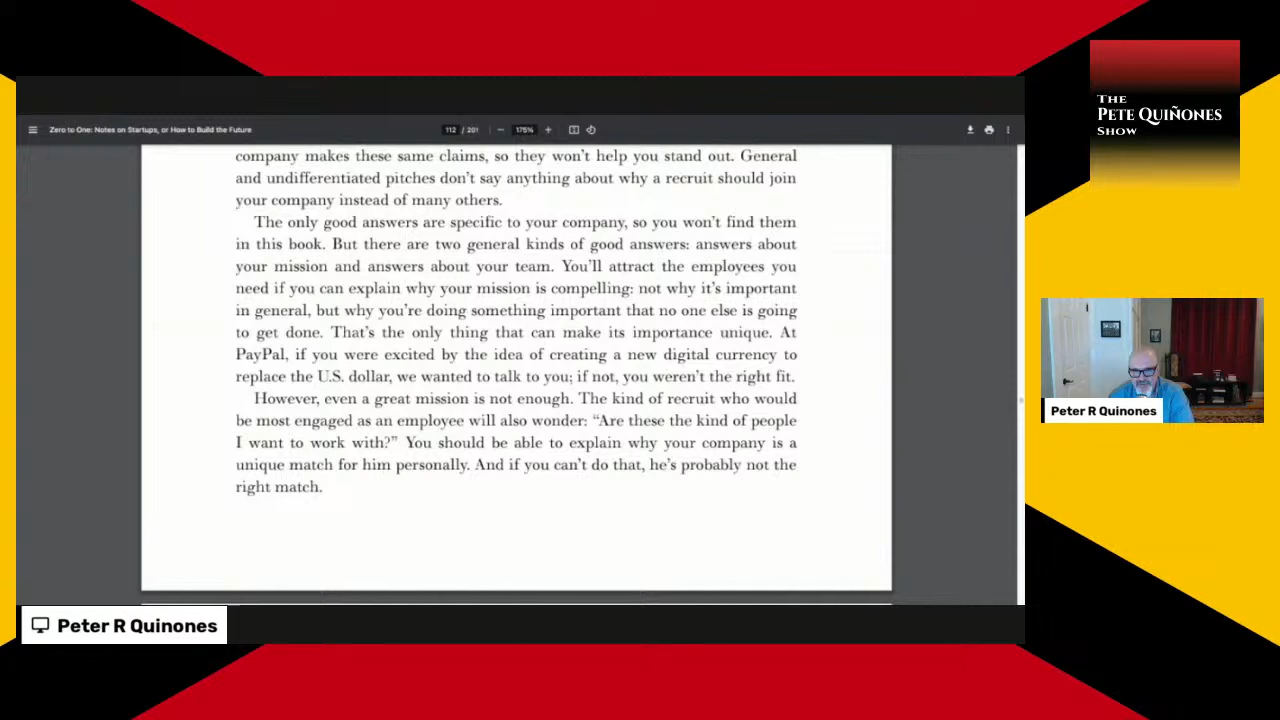 Zero to One: Notes on Startups, or How to Build the Future
112 / 201
175%
company makes these same claims, so they won't help you stand out. General
and undifferentiated pitches don't say anything about why a recruit should join
your company instead of many others.
The only good answers are specific to your company, so you won't find them
in this book. But there are two general kinds of good answers: answers about
your mission and answers about your team. You'll attract the employees you
need if you can explain why your mission is compelling: not why it's important
in general, but why you're doing something important that no one else is going
to get done. That's the only thing that can make its importance unique. At
PayPal, if you were excited by the idea of creating a new digital currency to
replace the U.S. dollar, we wanted to talk to you; if not, you weren't the right fit.
However, even a great mission is not enough. The kind of recruit who would
be most engaged as an employee will also wonder: “Are these the kind of people
I want to work with?” You should be able to explain why your company is a
unique match for him personally. And if you can't do that, he's probably not the
right match.
Peter R Quinones
THE
PETE QUIÑONES
SHOW
Peter R Quinones